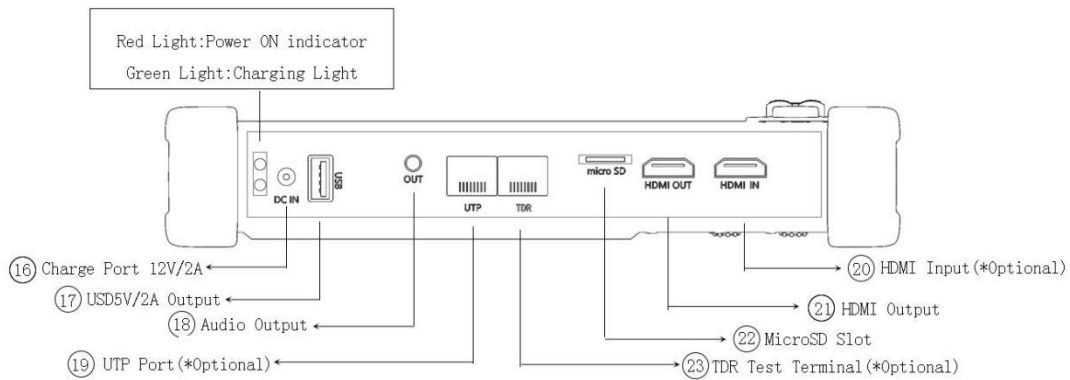 Red Light:Power ON indicator
Green Light:Charging Light
DC IN
USB
OUT
UTP
TDR
micro SD
HDMI OUT
HDMI IN
16 Charge Port 12V/2A
17 USD5V/2A Output
18 Audio Output
19 UTP Port(*Optional)
20 HDMI Input(*Optional)
21 HDMI Output
22 MicroSD Slot
23 TDR Test Terminal(*Optional)